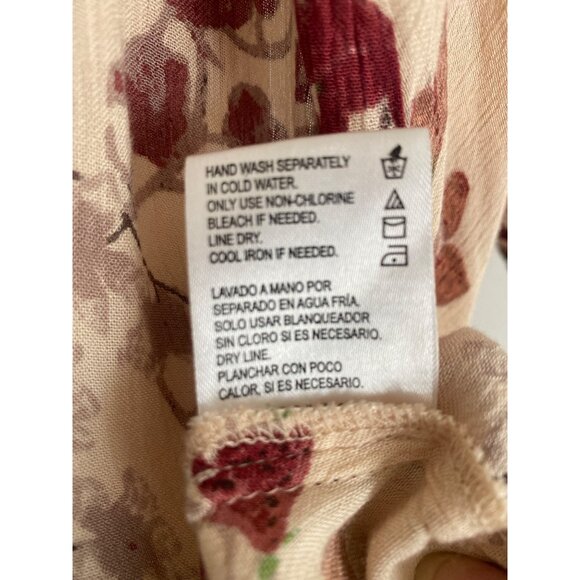 HAND WASH SEPARATELY
IN COLD WATER.
ONLY USE NON-CHLORINE
BLEACH IF NEEDED.
LINE DRY.
COOL IRON IF NEEDED.
LAVADO A MANO POR
SEPARADO EN AGUA FRÍA.
SOLO USAR BLANQUEADOR
SIN CLORO SI ES NECESARIO.
DRY LINE.
PLANCHAR CON POCO
CALOR, SI ES NECESARIO.